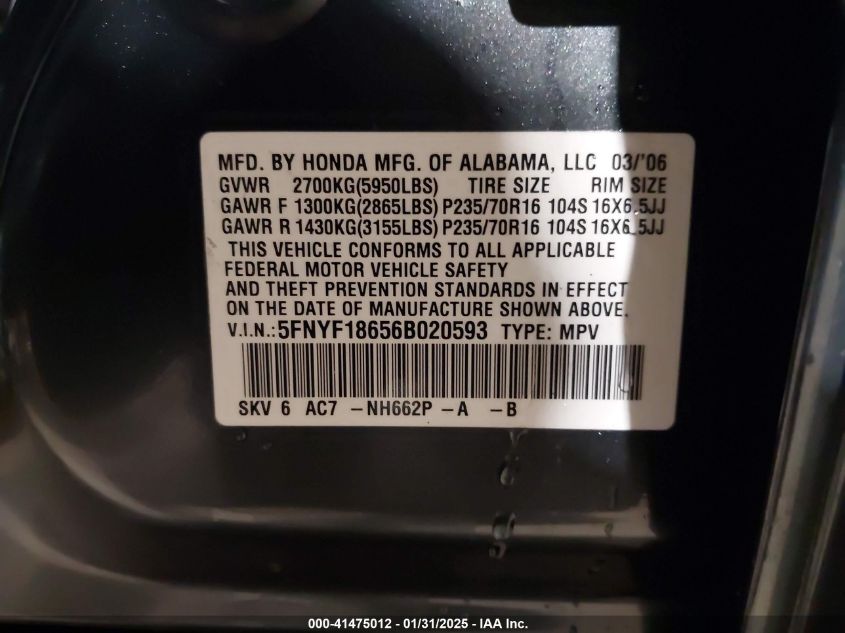 MFD. BY HONDA MFG. OF ALABAMA, LLC 03/'06
GVWR 2700KG(5950LBS) TIRE SIZE RIM SIZE
GAWR F 1300KG(2865LBS) P235/70R16 104S 16X6.5JJ
GAWR R 1430KG(3155LBS) P235/70R16 104S 16X6.5JJ
THIS VEHICLE CONFORMS TO ALL APPLICABLE
FEDERAL MOTOR VEHICLE SAFETY
AND THEFT PREVENTION STANDARDS IN EFFECT
ON THE DATE OF MANUFACTURE SHOWN ABOVE.
V.I.N.: 5FNYF18656B020593 TYPE: MPV
SKV 6 AC7 -NH662P -A -B
000-41475012 - 01/31/2025 - IAA Inc.